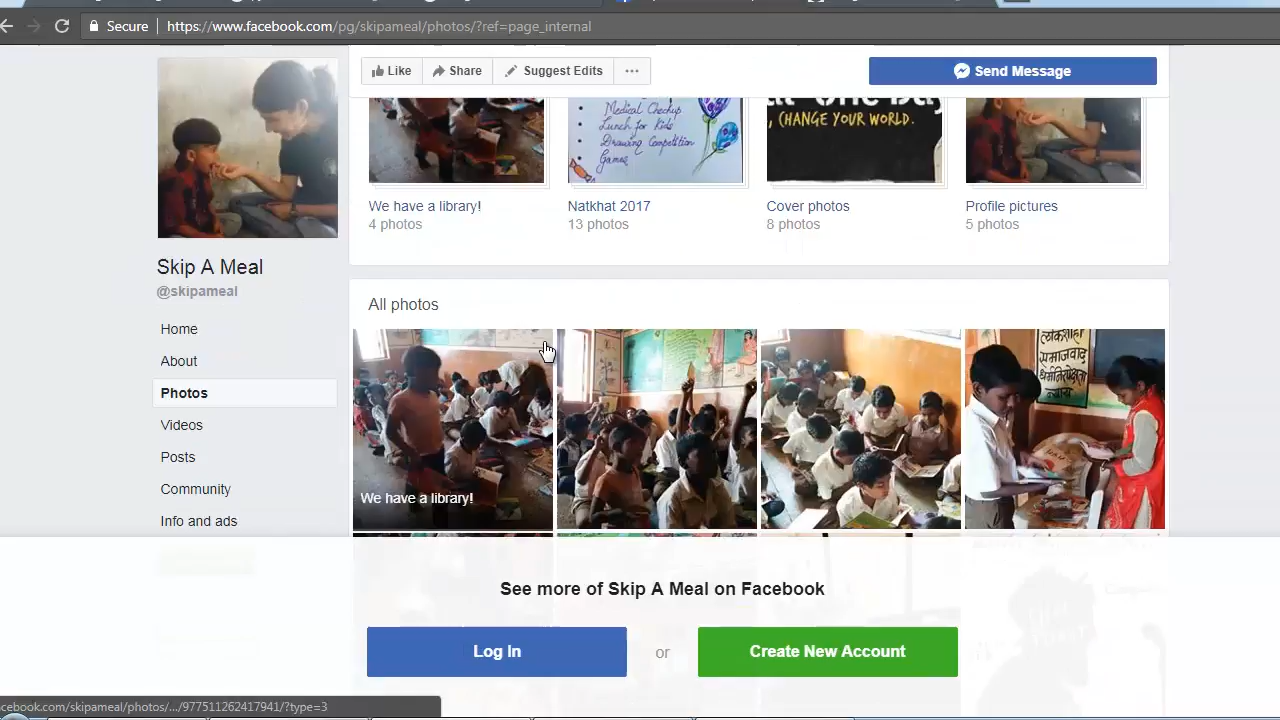 Secure
https://www.facebook.com/pg/skipameal/photos/?ref=page_internal
Like
Share
Suggest Edits
Send Message
Medical Checkup
Lunch for Kids
Drawing Competition
Games
, CHANGE YOUR WORLD.
We have a library!
4 photos
Natkhat 2017
13 photos
Cover photos
8 photos
Profile pictures
5 photos
Skip A Meal
@skipameal
Home
About
Photos
Videos
Posts
Community
Info and ads
All photos
We have a library!
समाजवाद
न्याय
See more of Skip A Meal on Facebook
Log In
or
Create New Account
acebook.com/skipameal/photos/.../977511262417941/?type=3